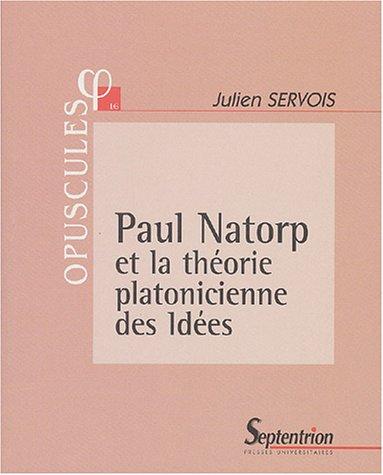 OPUSCULES φ
16
Julien SERVOIS
Paul Natorp
et la théorie
platonicienne
des Idées
Septentrion
PRESSES UNIVERSITAIRES